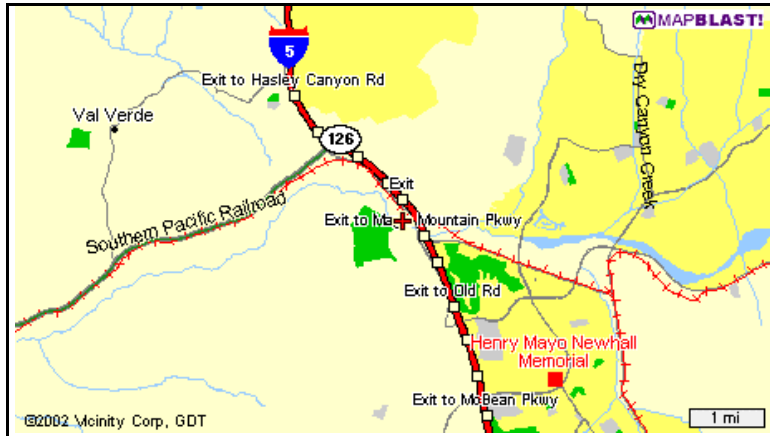 MAPBLAST!
5
Exit to Hasley Canyon Rd
Val Verde
126
Dry Canyon Creek
Exit
Southern Pacific Railroad
Exit to Ma Mountain Pkwy
Exit to Old Rd
Henry Mayo Newhall
Memorial
Exit to McBean Pkwy
©2002 Vicinity Corp, GDT
1 mi